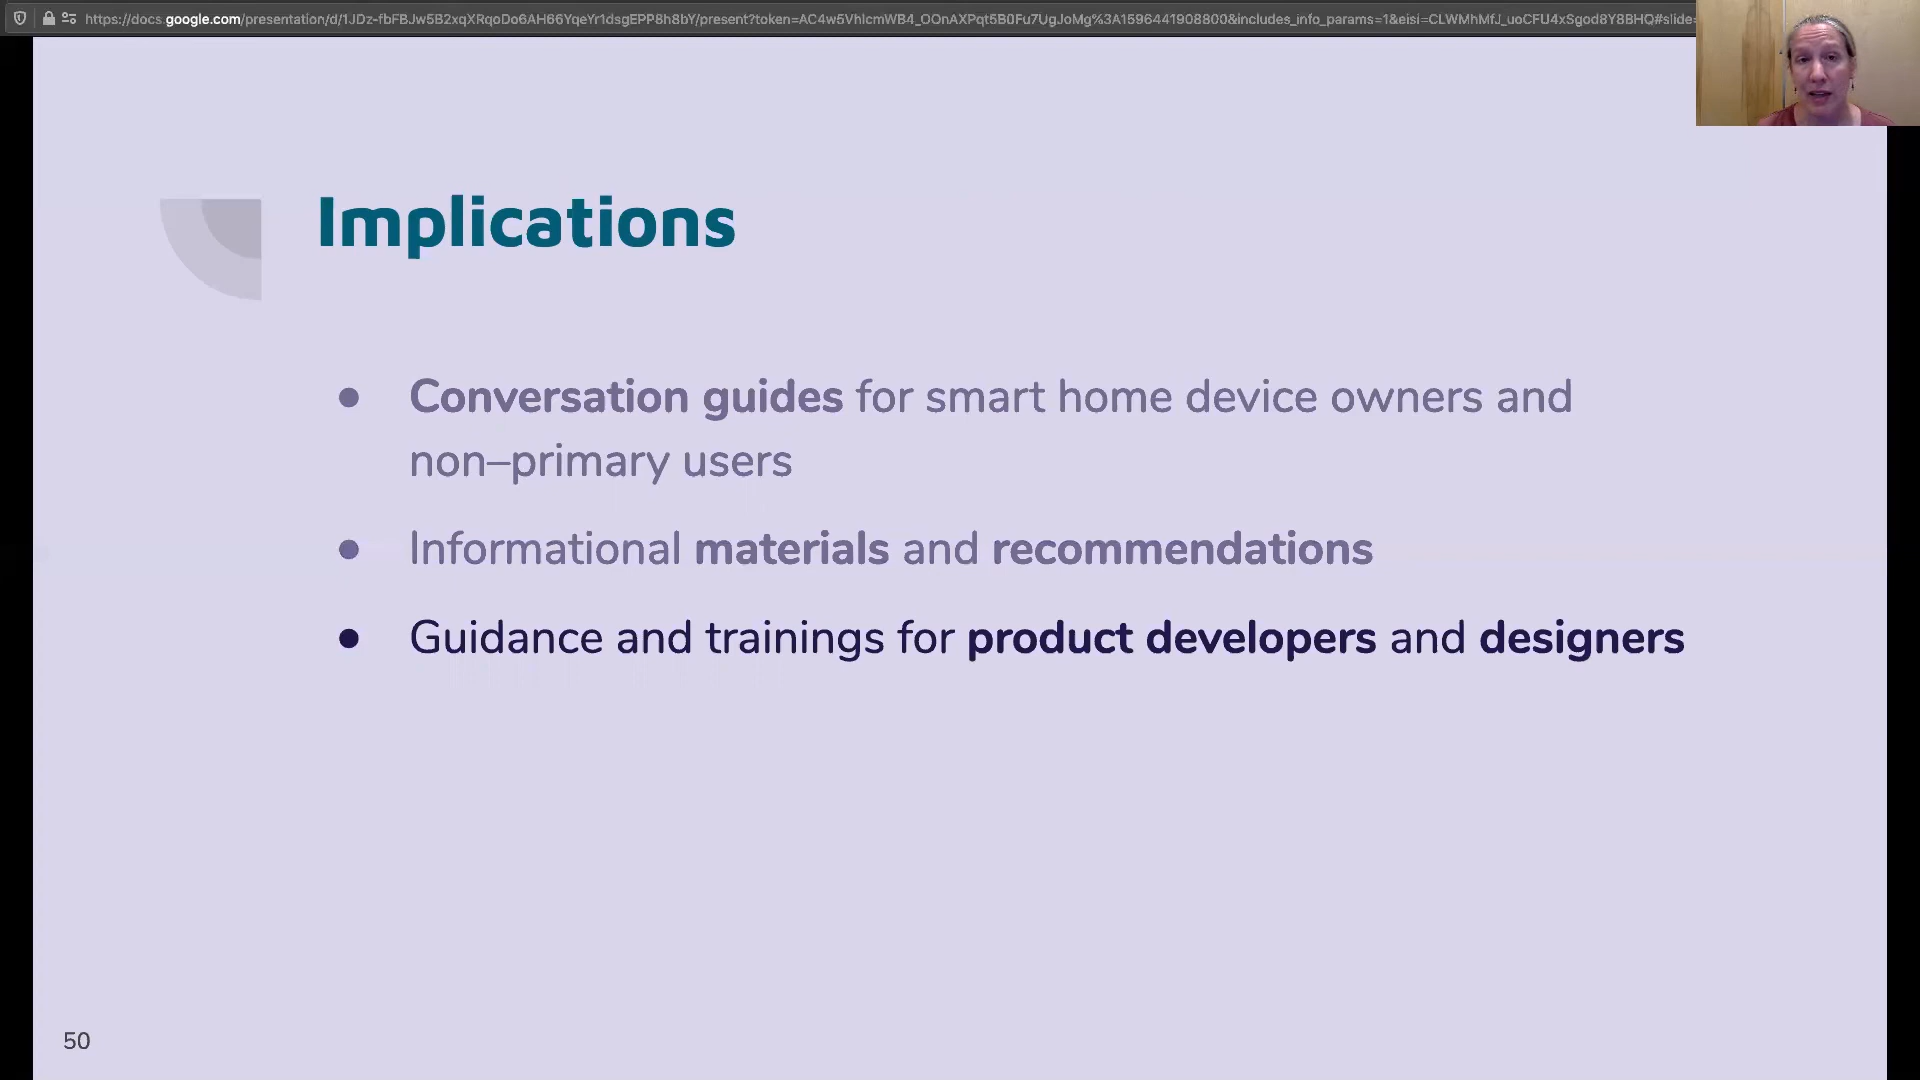 https://docs.google.com/presentation/d/1JDz-fbFBJw5B2xqXRqoDo6AH66YqeYr1dsgEPP8h8bY/present?token=AC4w5VhlcmWB4_OOnAXPqt5B0Fu7UgJoMg%3A1596441908800&includes_info_params=1&eisi=CLWMhMfJ_uoCFU4xSgod8Y8BHQ#slide=
Implications
● Conversation guides for smart home device owners and
non–primary users
● Informational materials and recommendations
● Guidance and trainings for product developers and designers
50